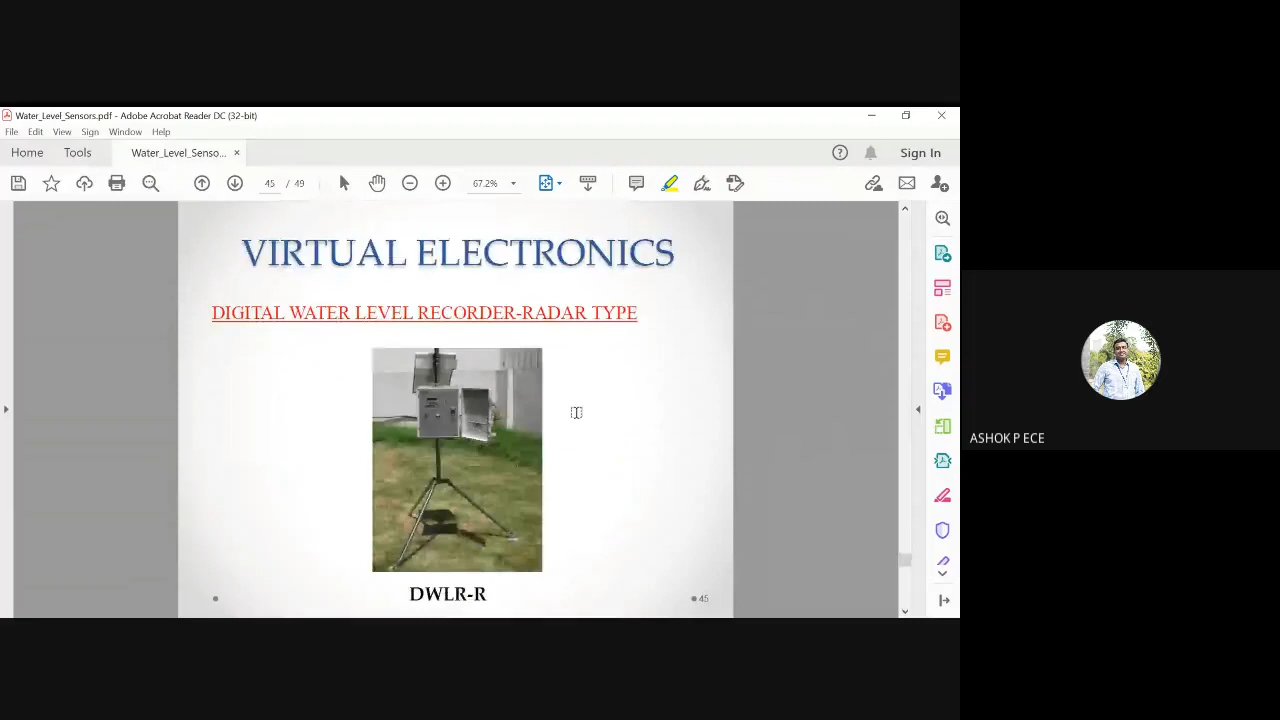 Water_Level_Sensors.pdf - Adobe Acrobat Reader DC (32-bit)
File Edit View Sign Window Help
Home Tools Water_Level_Senso... × Sign In
45 / 49 67.2%
VIRTUAL ELECTRONICS
DIGITAL WATER LEVEL RECORDER-RADAR TYPE
DWLR-R
45
ASHOK P ECE